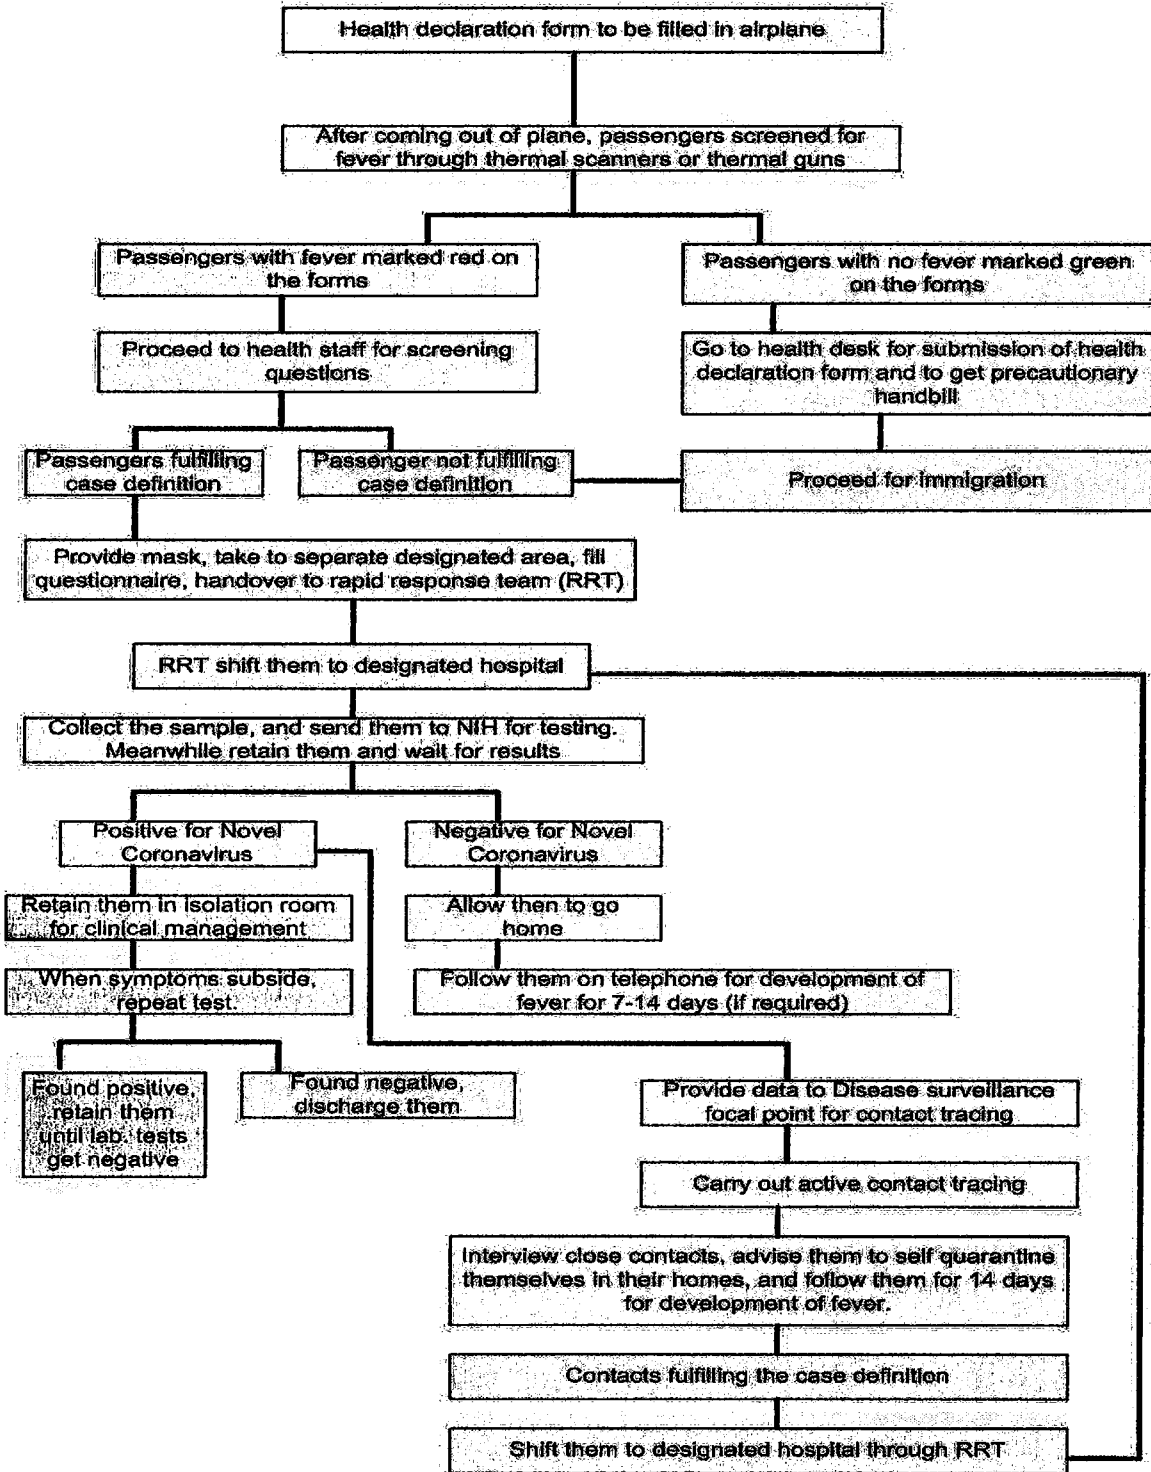 Health declaration form to be filled in airplane
After coming out of plane, passengers screened for
fever through thermal scanners or thermal guns
Passengers with fever marked red on
the forms
Passengers with no fever marked green
on the forms
Proceed to health staff for screening
questions
Go to health desk for submission of health
declaration form and to get precautionary
handbill
Passengers fulfilling
case definition
Passenger not fulfilling
case definition
Proceed for immigration
Provide mask, take to separate designated area, fill
questionnaire, handover to rapid response team (RRT)
RRT shift them to designated hospital
Collect the sample, and send them to NIH for testing.
Meanwhile retain them and wait for results
Positive for Novel
Coronavirus
Negative for Novel
Coronavirus
Retain them in isolation room
for clinical management
Allow then to go
home
When symptoms subside,
repeat test.
Follow them on telephone for development of
fever for 7-14 days (if required)
Found positive,
retain them
until lab. tests
get negative
Found negative,
discharge them
Provide data to Disease surveillance
focal point for contact tracing
Carry out active contact tracing
Interview close contacts, advise them to self quarantine
themselves in their homes, and follow them for 14 days
for development of fever.
Contacts fulfilling the case definition
Shift them to designated hospital through RRT